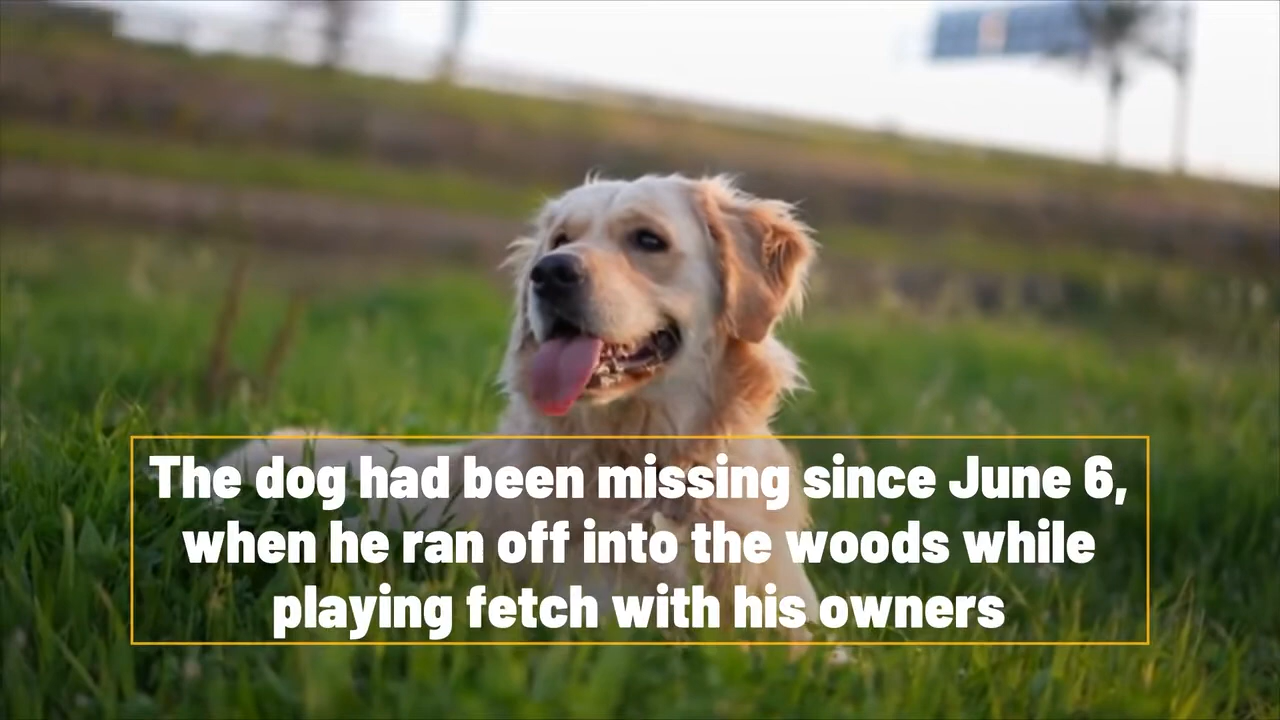 The dog had been missing since June 6,
when he ran off into the woods while
playing fetch with his owners